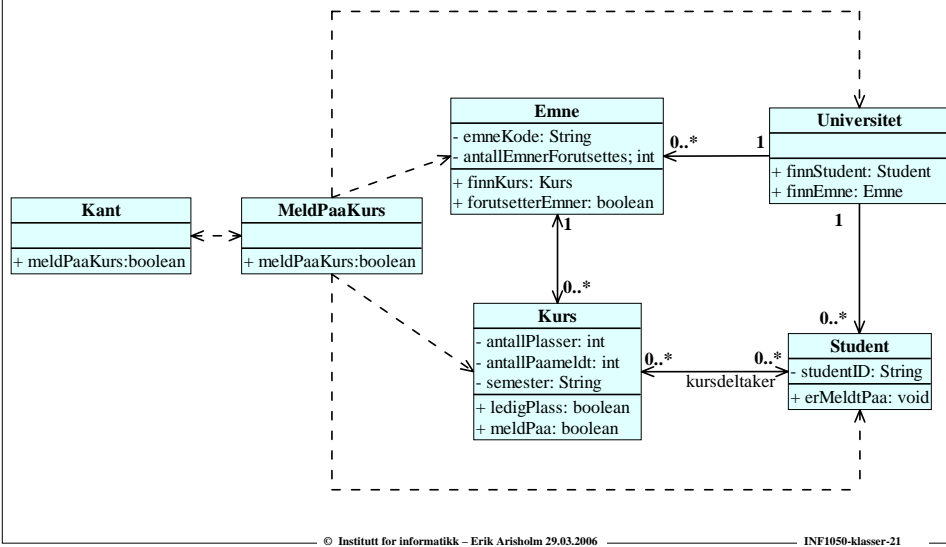 Emne
- emneKode: String
- antallEmnerForutsettes; int
+ finnKurs: Kurs
+ forutsetterEmner: boolean
0..*
1
Universitet
+ finnStudent: Student
+ finnEmne: Emne
Kant
+ meldPaaKurs:boolean
MeldPaaKurs
+ meldPaaKurs:boolean
1
0..*
1
0..*
Kurs
- antallPlasser: int
- antallPaameldt: int
- semester: String
+ ledigPlass: boolean
+ meldPaa: boolean
0..*
0..*
kursdeltaker
Student
- studentID: String
+ erMeldtPaa: void
© Institutt for informatikk – Erik Arisholm 29.03.2006
INF1050-klasser-21